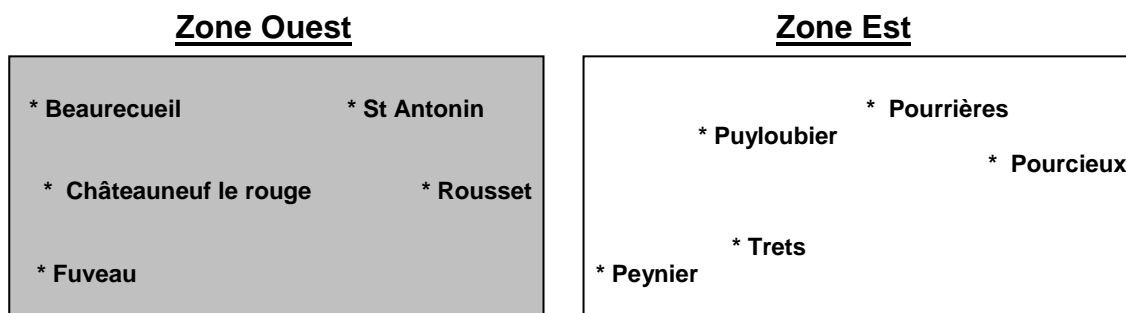 Zone Ouest
* Beaurecueil
* St Antonin
* Châteauneuf le rouge
* Rousset
* Fuveau
Zone Est
* Pourrières
* Puyloubier
* Pourcieux
* Trets
* Peynier